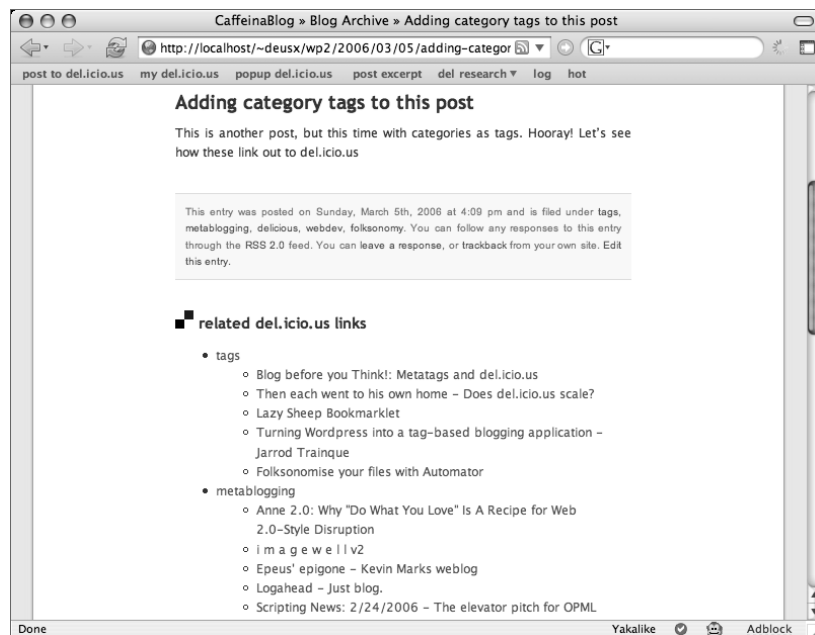 CaffeinaBlog » Blog Archive » Adding category tags to this post
http://localhost/~deusx/wp2/2006/03/05/adding-categor
G
post to del.icio.us my del.icio.us popup del.icio.us post excerpt del research log hot
Adding category tags to this post
This is another post, but this time with categories as tags. Hooray! Let's see
how these link out to del.icio.us
This entry was posted on Sunday, March 5th, 2006 at 4:09 pm and is filed under tags,
metablogging, delicious, webdev, folksonomy. You can follow any responses to this entry
through the RSS 2.0 feed. You can leave a response, or trackback from your own site. Edit
this entry.
related del.icio.us links
• tags
◦ Blog before you Think!: Metatags and del.icio.us
◦ Then each went to his own home – Does del.icio.us scale?
◦ Lazy Sheep Bookmarklet
◦ Turning Wordpress into a tag-based blogging application –
Jarrod Trainque
◦ Folksonomise your files with Automator
• metablogging
◦ Anne 2.0: Why "Do What You Love" Is A Recipe for Web
2.0-Style Disruption
◦ i m a g e w e l l v2
◦ Epeus' epigone – Kevin Marks weblog
◦ Logahead – Just blog.
◦ Scripting News: 2/24/2006 – The elevator pitch for OPML
Done Yakalike Adblock